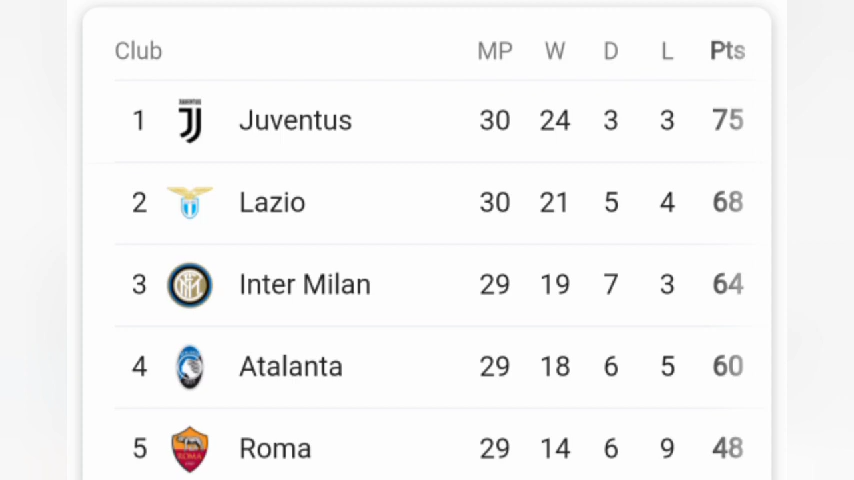 Club MP W D L Pts
1 Juventus 30 24 3 3 75
2 Lazio 30 21 5 4 68
3 Inter Milan 29 19 7 3 64
4 Atalanta 29 18 6 5 60
5 ROMA Roma 29 14 6 9 48